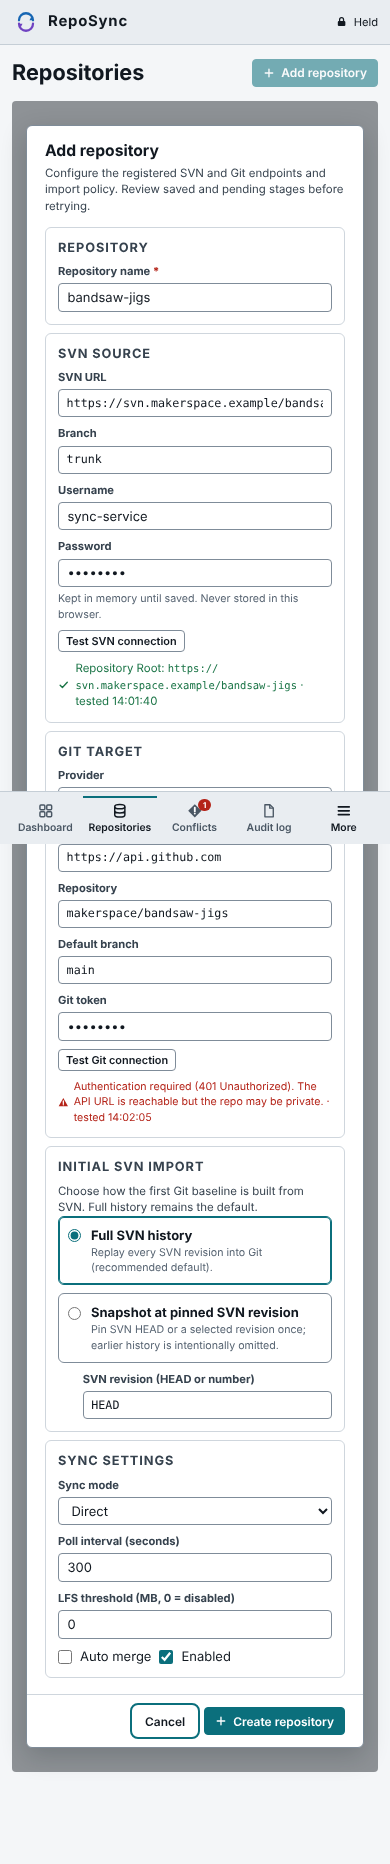 RepoSync
Held
Repositories
+ Add repository
Add repository
Configure the registered SVN and Git endpoints and
import policy. Review saved and pending stages before
retrying.
REPOSITORY
Repository name *
bandsaw-jigs
SVN SOURCE
SVN URL
https://svn.makerspace.example/bandsa
Branch
trunk
Username
sync-service
Password
••••••••
Kept in memory until saved. Never stored in this
browser.
Test SVN connection
Repository Root: https://
svn.makerspace.example/bandsaw-jigs ·
tested 14:01:40
GIT TARGET
Provider
Dashboard
Repositories
Conflicts
1
Audit log
More
https://api.github.com
Repository
makerspace/bandsaw-jigs
Default branch
main
Git token
••••••••
Test Git connection
Authentication required (401 Unauthorized). The
API URL is reachable but the repo may be private. ·
tested 14:02:05
INITIAL SVN IMPORT
Choose how the first Git baseline is built from
SVN. Full history remains the default.
Full SVN history
Replay every SVN revision into Git
(recommended default).
Snapshot at pinned SVN revision
Pin SVN HEAD or a selected revision once;
earlier history is intentionally omitted.
SVN revision (HEAD or number)
HEAD
SYNC SETTINGS
Sync mode
Direct
Poll interval (seconds)
300
LFS threshold (MB, 0 = disabled)
0
Auto merge
Enabled
Cancel
+ Create repository